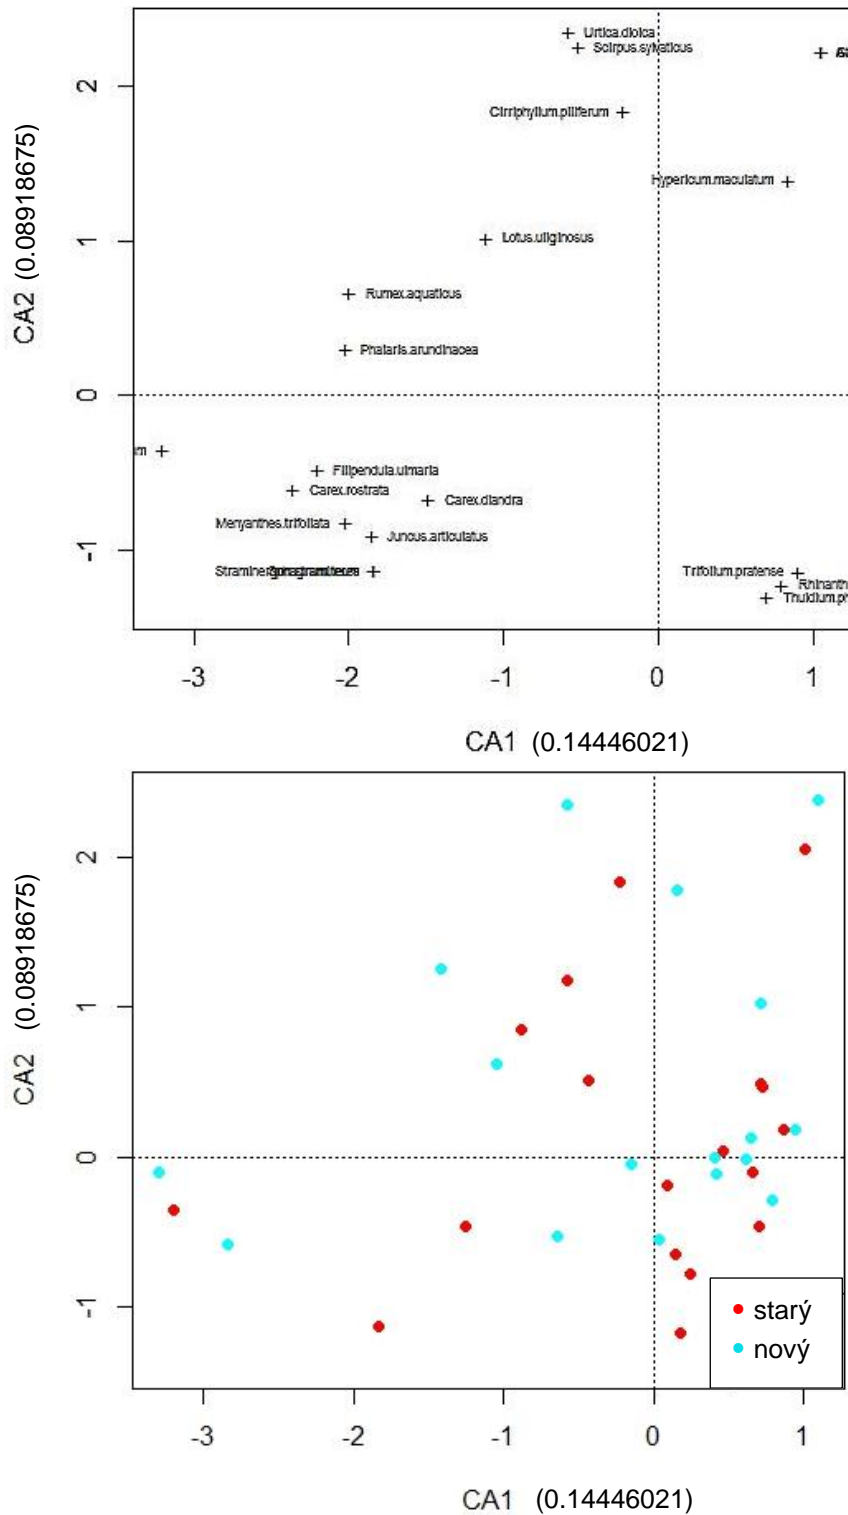 Urtica.dioica
Scirpus.sylvaticus
Cirriphyllum.piliferum
Hypericum.maculatum
Lotus.uliginosus
Rumex.aquaticus
Phalaris.arundinacea
m
Filipendula.ulmaria
Carex.rostrata
Carex.diandra
Menyanthes.trifoliata
Juncus.articulatus
Trifolium.pratense
Rhinanth
Thuidium.ph
2
1
0
-1
CA2 (0.08918675)
-3 -2 -1 0 1
CA1 (0.14446021)
2
1
0
-1
CA2 (0.08918675)
starý
nový
-3 -2 -1 0 1
CA1 (0.14446021)